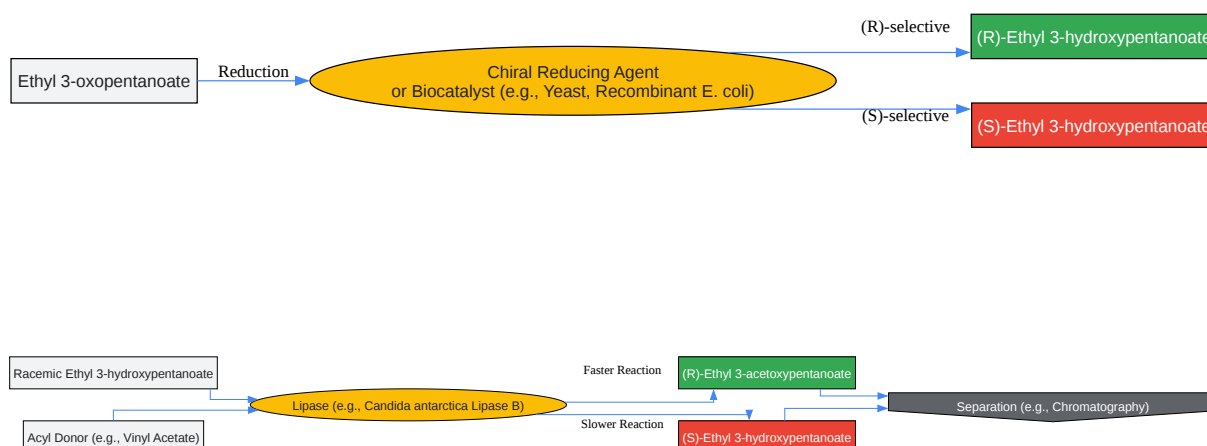 (R)-selective
(R)-Ethyl 3-hydroxypentanoate
Ethyl 3-oxopentanoate
Reduction
Chiral Reducing Agent
or Biocatalyst (e.g., Yeast, Recombinant E. coli)
(S)-selective
(S)-Ethyl 3-hydroxypentanoate
Racemic Ethyl 3-hydroxypentanoate
Faster Reaction
(R)-Ethyl 3-acetoxypentanoate
Lipase (e.g., Candida antarctica Lipase B)
Separation (e.g., Chromatography)
Acyl Donor (e.g., Vinyl Acetate)
Slower Reaction
(S)-Ethyl 3-hydroxypentanoate